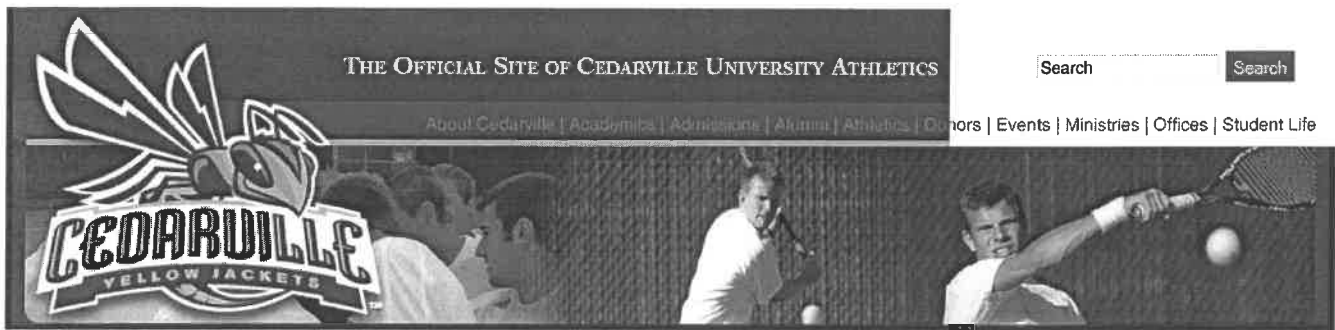 THE OFFICIAL SITE OF CEDARVILLE UNIVERSITY ATHLETICS
Search Search
About Cedarville | Academics | Admissions | Alumni | Athletics | Donors | Events | Ministries | Offices | Student Life
CEDARVILLE
YELLOW JACKETS
TM